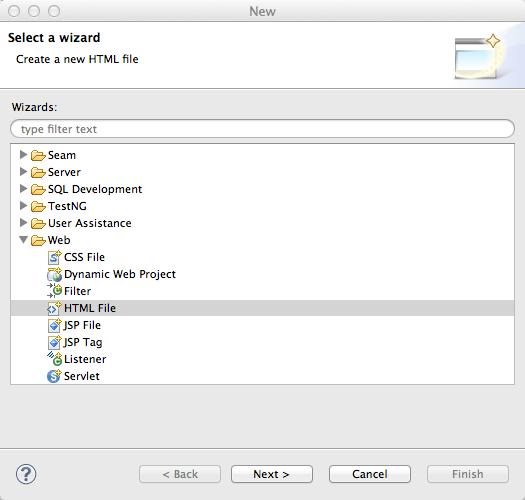 New
Select a wizard
Create a new HTML file
Wizards:
type filter text
Seam
Server
SQL Development
TestNG
User Assistance
Web
CSS File
Dynamic Web Project
Filter
HTML File
JSP File
JSP Tag
Listener
Servlet
? < Back Next > Cancel Finish